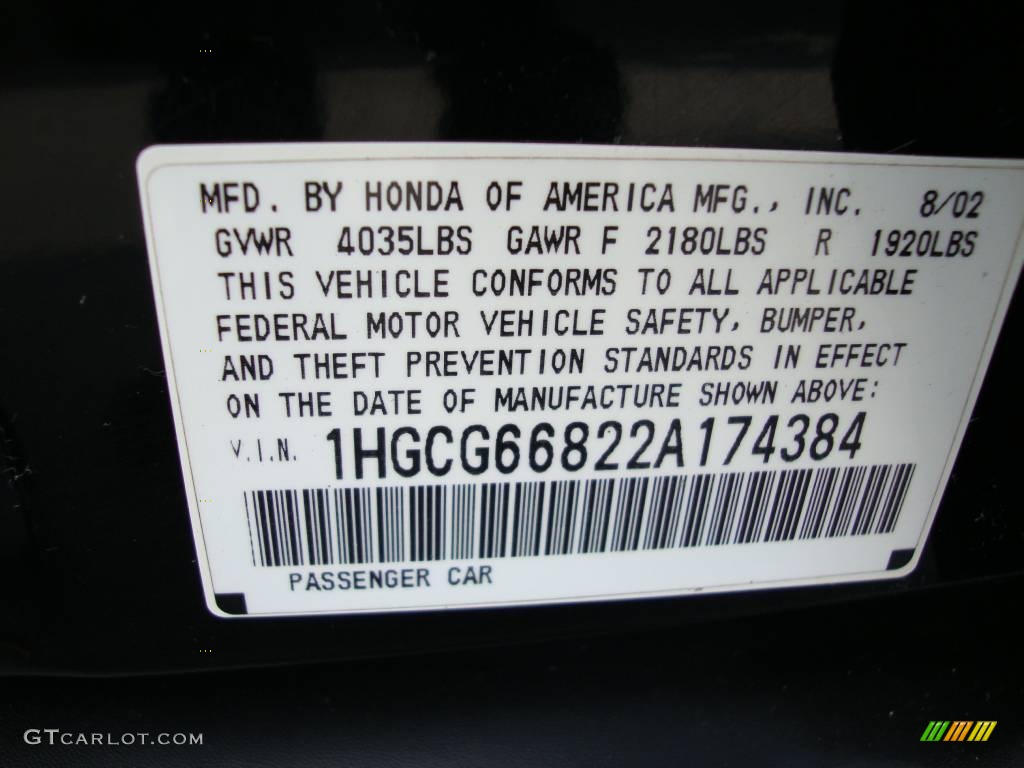 MFD. BY HONDA OF AMERICA MFG., INC. 8/02
GVWR 4035LBS GAWR F 2180LBS R 1920LBS
THIS VEHICLE CONFORMS TO ALL APPLICABLE
FEDERAL MOTOR VEHICLE SAFETY, BUMPER,
AND THEFT PREVENTION STANDARDS IN EFFECT
ON THE DATE OF MANUFACTURE SHOWN ABOVE:
V.I.N. 1HGCG66822A174384
PASSENGER CAR
GTCARLOT.COM